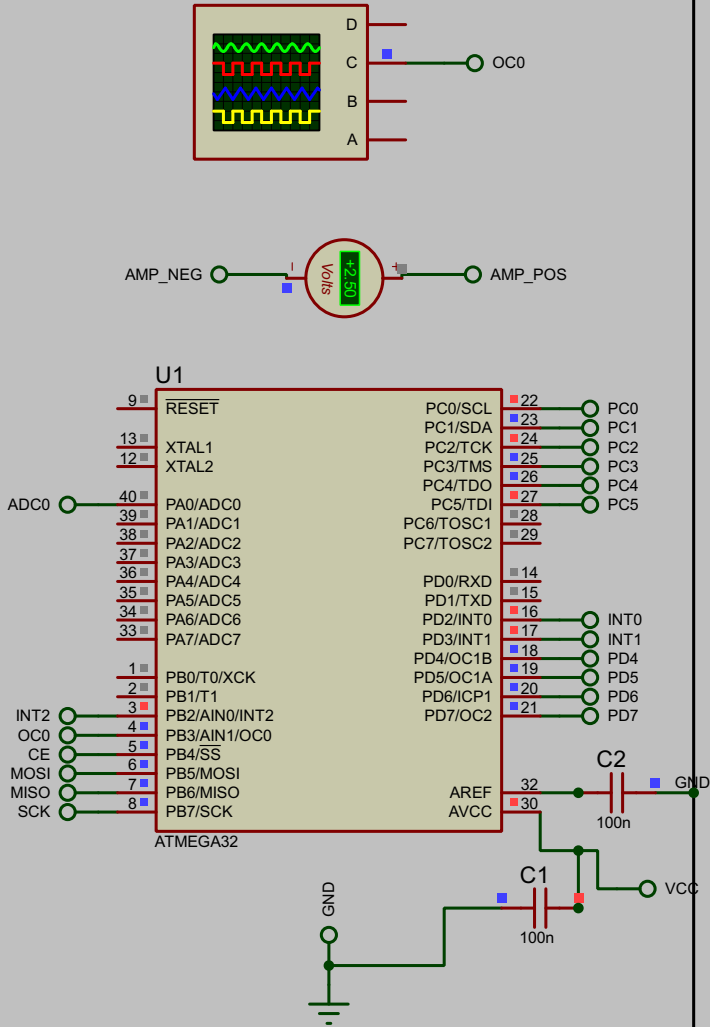 D
C
OC0
B
A
AMP_NEG
+2.50
Volts
AMP_POS
U1
9 RESET
PC0/SCL 22 PC0
PC1/SDA 23 PC1
13 XTAL1
PC2/TCK 24 PC2
12 XTAL2
PC3/TMS 25 PC3
PC4/TDO 26 PC4
ADC0 40 PA0/ADC0
PC5/TDI 27 PC5
39 PA1/ADC1
PC6/TOSC1 28
38 PA2/ADC2
PC7/TOSC2 29
37 PA3/ADC3
36 PA4/ADC4
PD0/RXD 14
35 PA5/ADC5
PD1/TXD 15
34 PA6/ADC6
PD2/INT0 16 INT0
33 PA7/ADC7
PD3/INT1 17 INT1
PD4/OC1B 18 PD4
1 PB0/T0/XCK
PD5/OC1A 19 PD5
2 PB1/T1
PD6/ICP1 20 PD6
INT2 3 PB2/AIN0/INT2
PD7/OC2 21 PD7
OC0 4 PB3/AIN1/OC0
CE 5 PB4/SS
MOSI 6 PB5/MOSI
MISO 7 PB6/MISO
AREF 32
SCK 8 PB7/SCK
AVCC 30
ATMEGA32
C2
GND
100n
C1
VCC
100n
GND